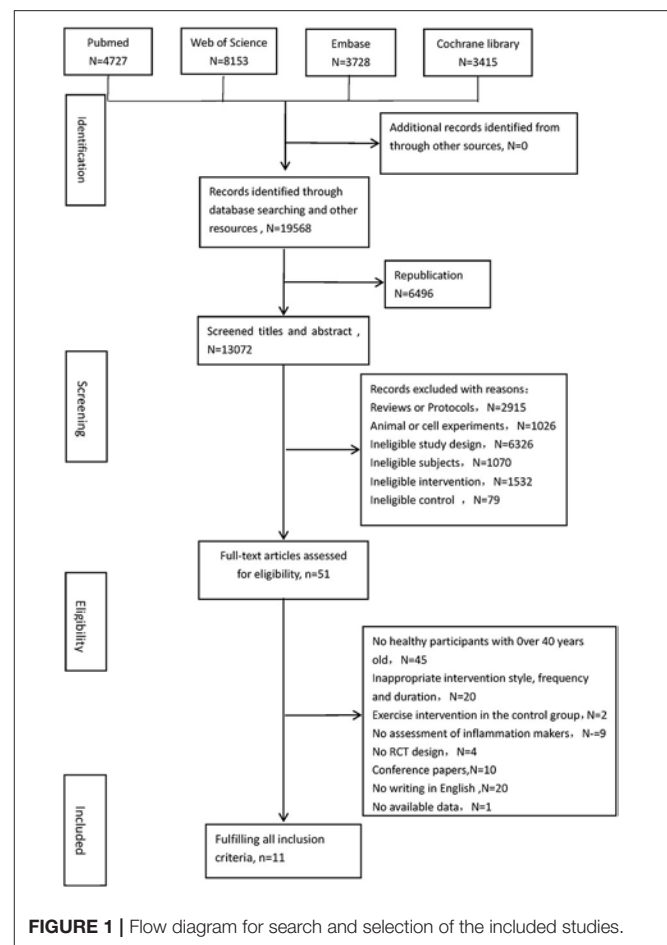 Pubmed
N=4727
Web of Science
N=8153
Embase
N=3728
Cochrane library
N=3415
Identification
Additional records identified from
through other sources, N=0
Records identified through
database searching and other
resources , N=19568
Republication
N=6496
Screened titles and abstract ,
N=13072
Screening
Records excluded with reasons:
Reviews or Protocols, N=2915
Animal or cell experiments, N=1026
Ineligible study design, N=6326
Ineligible subjects, N=1070
Ineligible intervention, N=1532
Ineligible control , N=79
Full-text articles assessed
for eligibility, n=51
Eligibility
No healthy participants with 0ver 40 years
old, N=45
Inappropriate intervention style, frequency
and duration, N=20
Exercise intervention in the control group, N=2
No assessment of inflammation makers, N-=9
No RCT design, N=4
Conference papers,N=10
No writing in English ,N=20
No available data, N=1
Included
Fulfilling all inclusion
criteria, n=11
FIGURE 1 | Flow diagram for search and selection of the included studies.